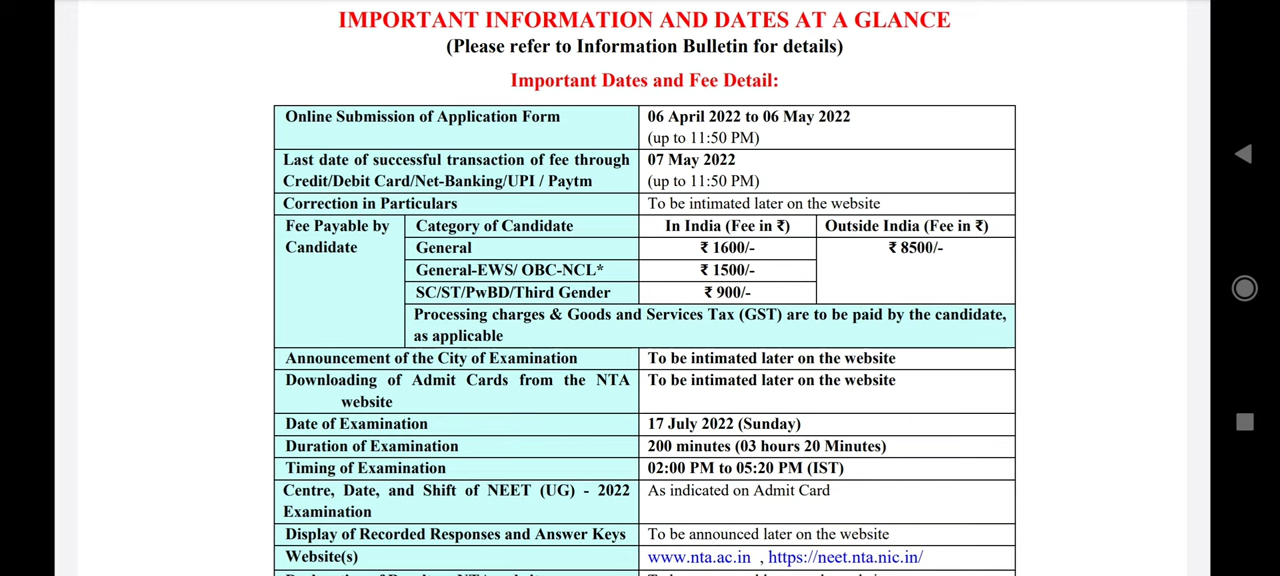 IMPORTANT INFORMATION AND DATES AT A GLANCE
(Please refer to Information Bulletin for details)
Important Dates and Fee Detail:
Online Submission of Application Form
06 April 2022 to 06 May 2022
(up to 11:50 PM)
Last date of successful transaction of fee through
Credit/Debit Card/Net-Banking/UPI / Paytm
07 May 2022
(up to 11:50 PM)
Correction in Particulars
To be intimated later on the website
Fee Payable by
Candidate
Category of Candidate
In India (Fee in ₹)
Outside India (Fee in ₹)
General
₹ 1600/-
₹ 8500/-
General-EWS/ OBC-NCL*
₹ 1500/-
SC/ST/PwBD/Third Gender
₹ 900/-
Processing charges & Goods and Services Tax (GST) are to be paid by the candidate,
as applicable
Announcement of the City of Examination
To be intimated later on the website
Downloading of Admit Cards from the NTA
website
To be intimated later on the website
Date of Examination
17 July 2022 (Sunday)
Duration of Examination
200 minutes (03 hours 20 Minutes)
Timing of Examination
02:00 PM to 05:20 PM (IST)
Centre, Date, and Shift of NEET (UG) - 2022
Examination
As indicated on Admit Card
Display of Recorded Responses and Answer Keys
To be announced later on the website
Website(s)
www.nta.ac.in , https://neet.nta.nic.in/